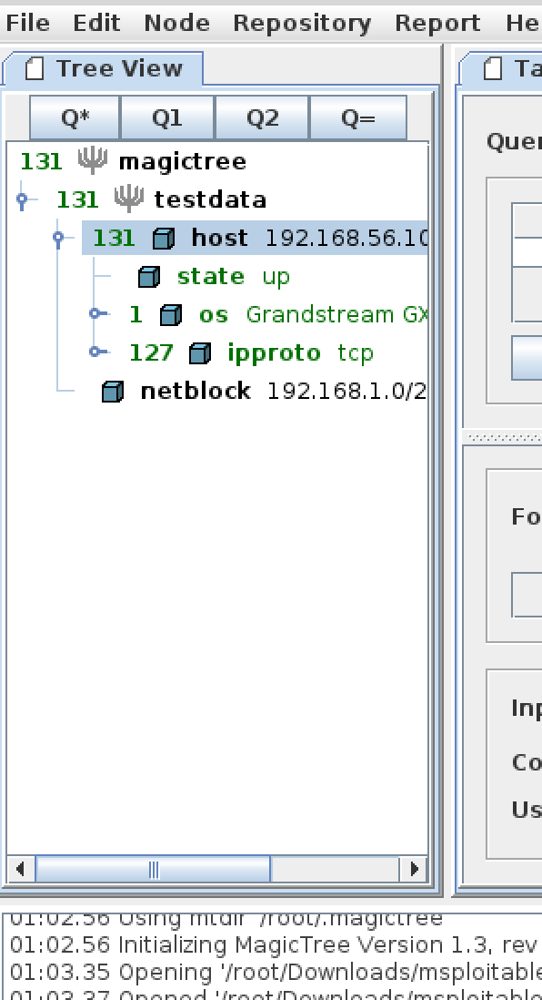 File Edit Node Repository Report He
Tree View Ta
Q* Q1 Q2 Q=
131 magictree
131 testdata
131 host 192.168.56.10
state up
1 os Grandstream GX
127 ipproto tcp
netblock 192.168.1.0/2
Quer
Fo
Inp
Co
Us
01:02.56 Using mtdir '/root/.magictree'
01:02.56 Initializing MagicTree Version 1.3, rev
01:03.35 Opening '/root/Downloads/msploitable
01:03.37 Opened '/root/Downloads/msploitable